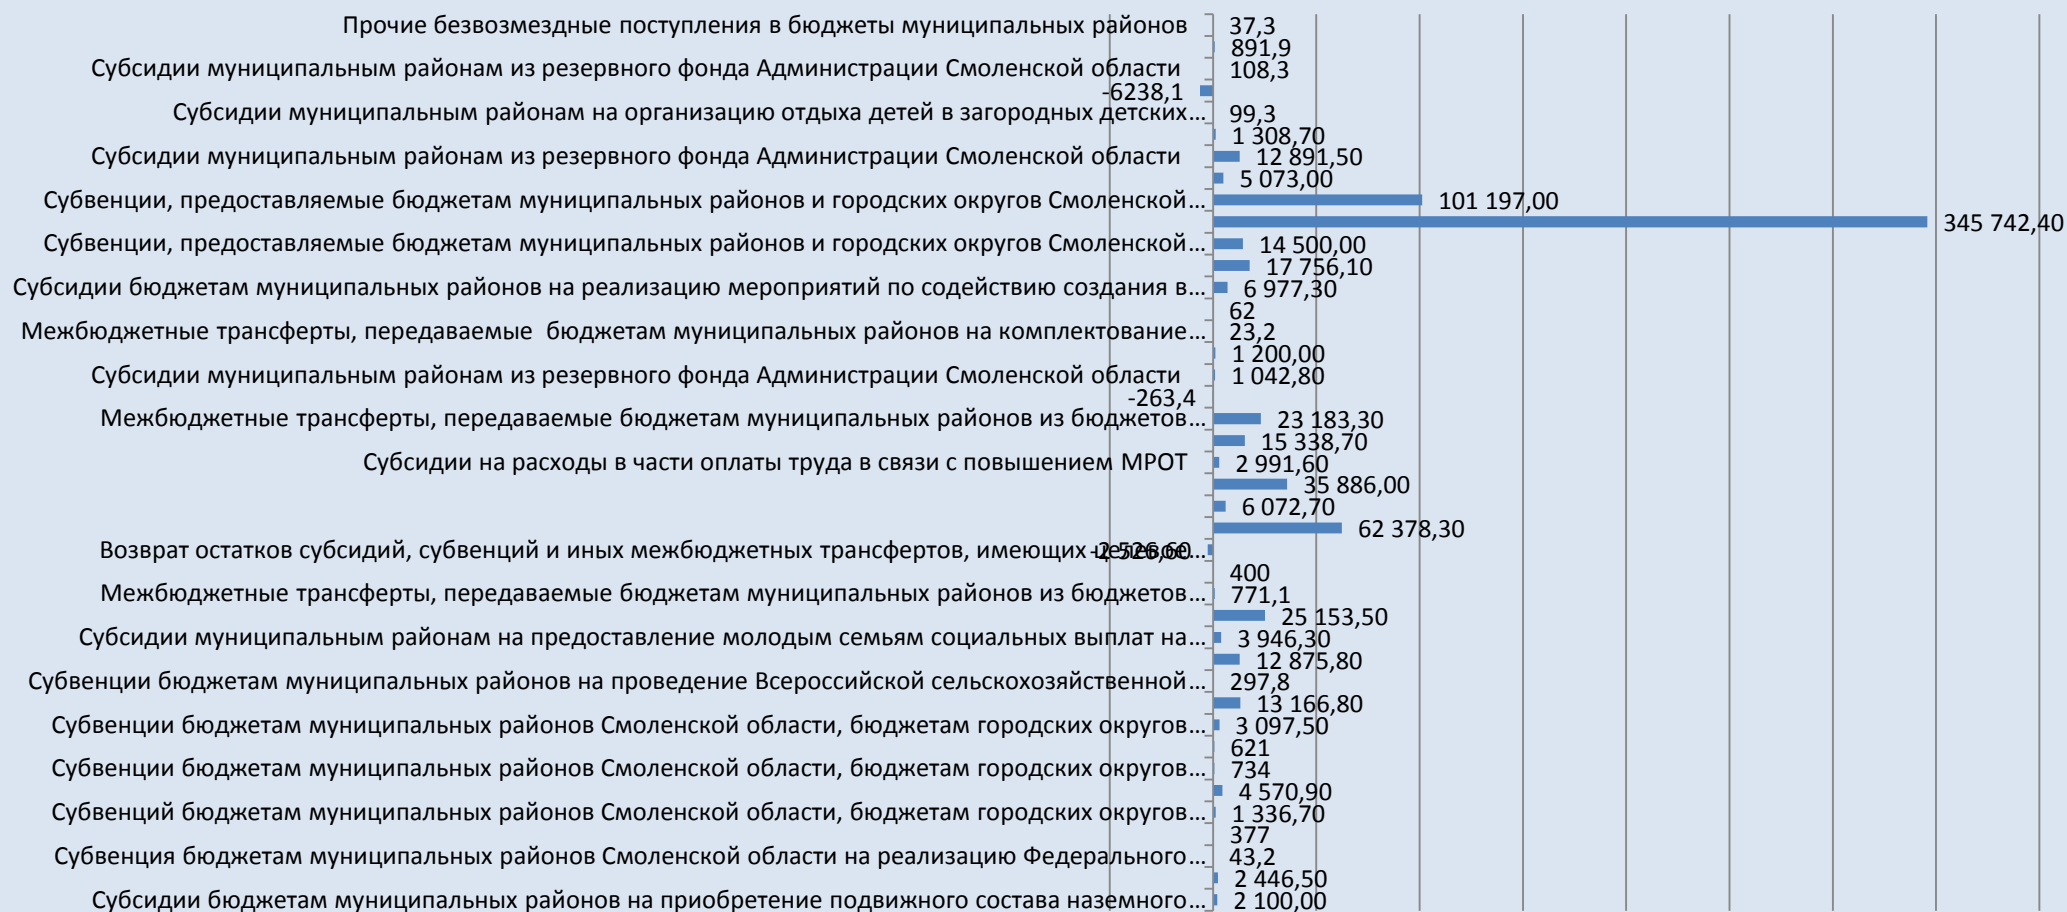 Прочие безвозмездные поступления в бюджеты муниципальных районов 37,3
891,9
Субсидии муниципальным районам из резервного фонда Администрации Смоленской области 108,3
-6238,1
Субсидии муниципальным районам на организацию отдыха детей в загородных детских... 99,3
1 308,70
Субсидии муниципальным районам из резервного фонда Администрации Смоленской области 12 891,50
5 073,00
Субвенции, предоставляемые бюджетам муниципальных районов и городских округов Смоленской... 101 197,00
345 742,40
Субвенции, предоставляемые бюджетам муниципальных районов и городских округов Смоленской... 14 500,00
17 756,10
Субсидии бюджетам муниципальных районов на реализацию мероприятий по содействию создания в... 6 977,30
62
Межбюджетные трансферты, передаваемые бюджетам муниципальных районов на комплектование... 23,2
1 200,00
Субсидии муниципальным районам из резервного фонда Администрации Смоленской области 1 042,80
-263,4
Межбюджетные трансферты, передаваемые бюджетам муниципальных районов из бюджетов... 23 183,30
15 338,70
Субсидии на расходы в части оплаты труда в связи с повышением МРОТ 2 991,60
35 886,00
6 072,70
62 378,30
Возврат остатков субсидий, субвенций и иных межбюджетных трансфертов, имеющих целевое... -2 526,60
400
Межбюджетные трансферты, передаваемые бюджетам муниципальных районов из бюджетов... 771,1
25 153,50
Субсидии муниципальным районам на предоставление молодым семьям социальных выплат на... 3 946,30
12 875,80
Субвенции бюджетам муниципальных районов на проведение Всероссийской сельскохозяйственной... 297,8
13 166,80
Субвенции бюджетам муниципальных районов Смоленской области, бюджетам городских округов... 3 097,50
621
Субвенции бюджетам муниципальных районов Смоленской области, бюджетам городских округов... 734
4 570,90
Субвенций бюджетам муниципальных районов Смоленской области, бюджетам городских округов... 1 336,70
377
Субвенция бюджетам муниципальных районов Смоленской области на реализацию Федерального... 43,2
2 446,50
Субсидии бюджетам муниципальных районов на приобретение подвижного состава наземного... 2 100,00